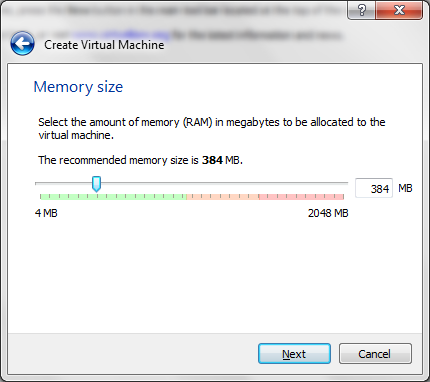 Create Virtual Machine
Memory size
Select the amount of memory (RAM) in megabytes to be allocated to the
virtual machine.
The recommended memory size is 384 MB.
384 MB
4 MB 2048 MB
Next Cancel